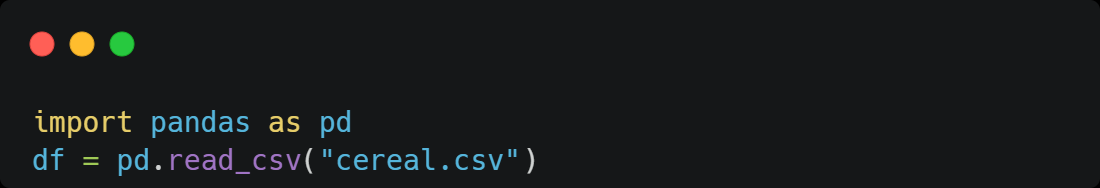 import pandas as pd
df = pd.read_csv("cereal.csv")